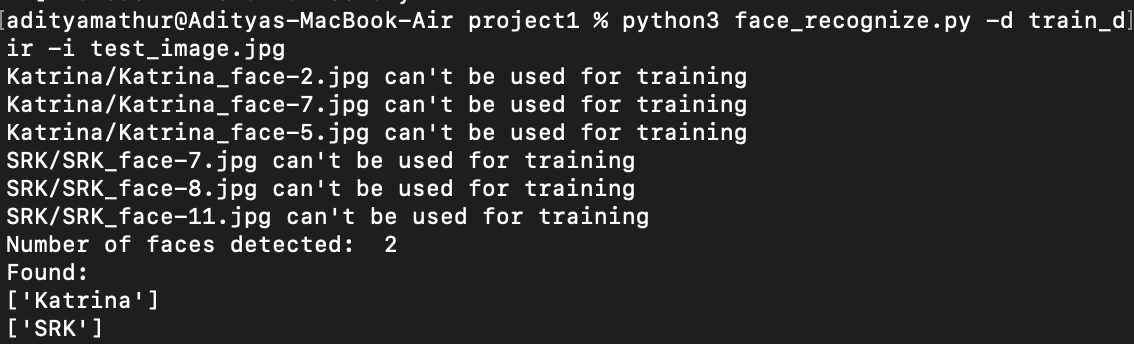 [adityamathur@Adityas-MacBook-Air project1 % python3 face_recognize.py -d train_d]
ir -i test_image.jpg
Katrina/Katrina_face-2.jpg can't be used for training
Katrina/Katrina_face-7.jpg can't be used for training
Katrina/Katrina_face-5.jpg can't be used for training
SRK/SRK_face-7.jpg can't be used for training
SRK/SRK_face-8.jpg can't be used for training
SRK/SRK_face-11.jpg can't be used for training
Number of faces detected:  2
Found:
['Katrina']
['SRK']